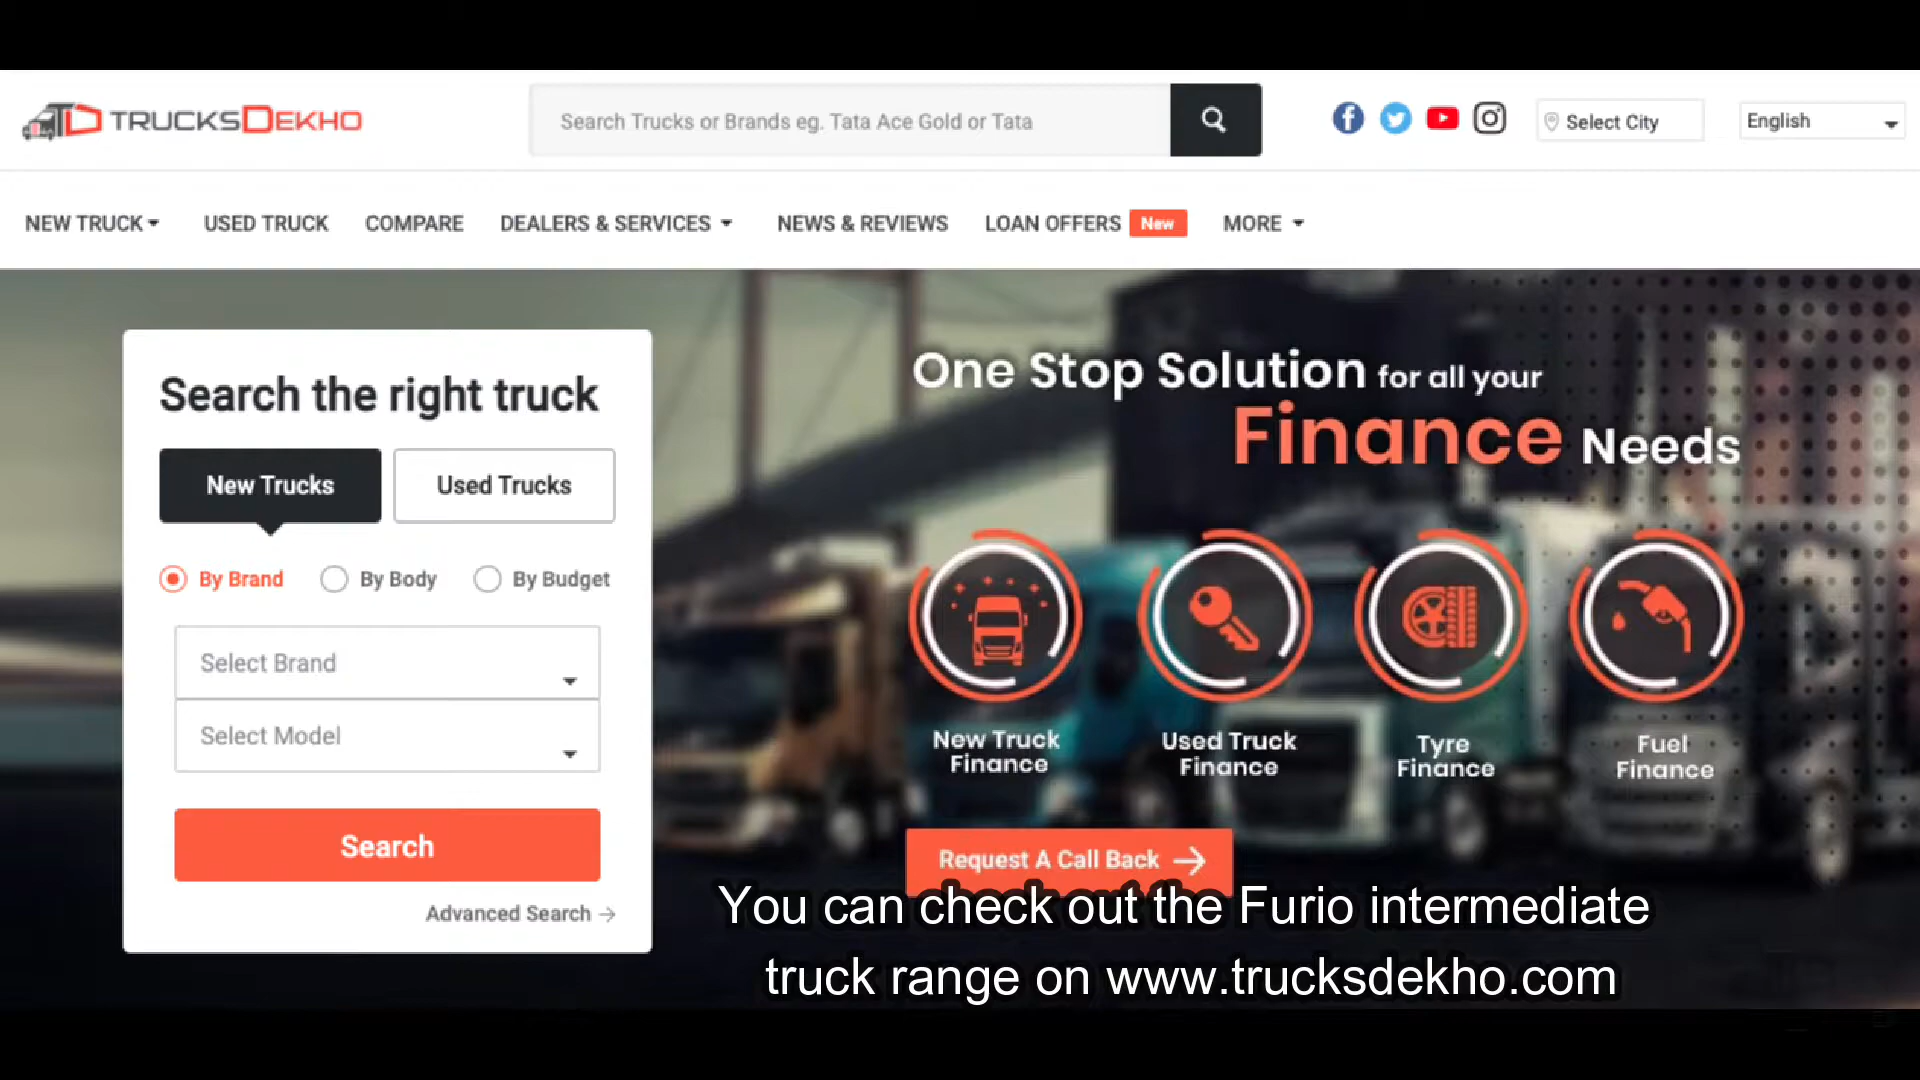 TRUCKSDEKHO
Search Trucks or Brands eg. Tata Ace Gold or Tata
Select City
English
NEW TRUCK
USED TRUCK
COMPARE
DEALERS & SERVICES
NEWS & REVIEWS
LOAN OFFERS New
MORE
Search the right truck
New Trucks
Used Trucks
By Brand
By Body
By Budget
Select Brand
Select Model
Search
Advanced Search
One Stop Solution for all your
Finance Needs
New Truck
Finance
Used Truck
Finance
Tyre
Finance
Fuel
Finance
Request A Call Back
You can check out the Furio intermediate
truck range on www.trucksdekho.com